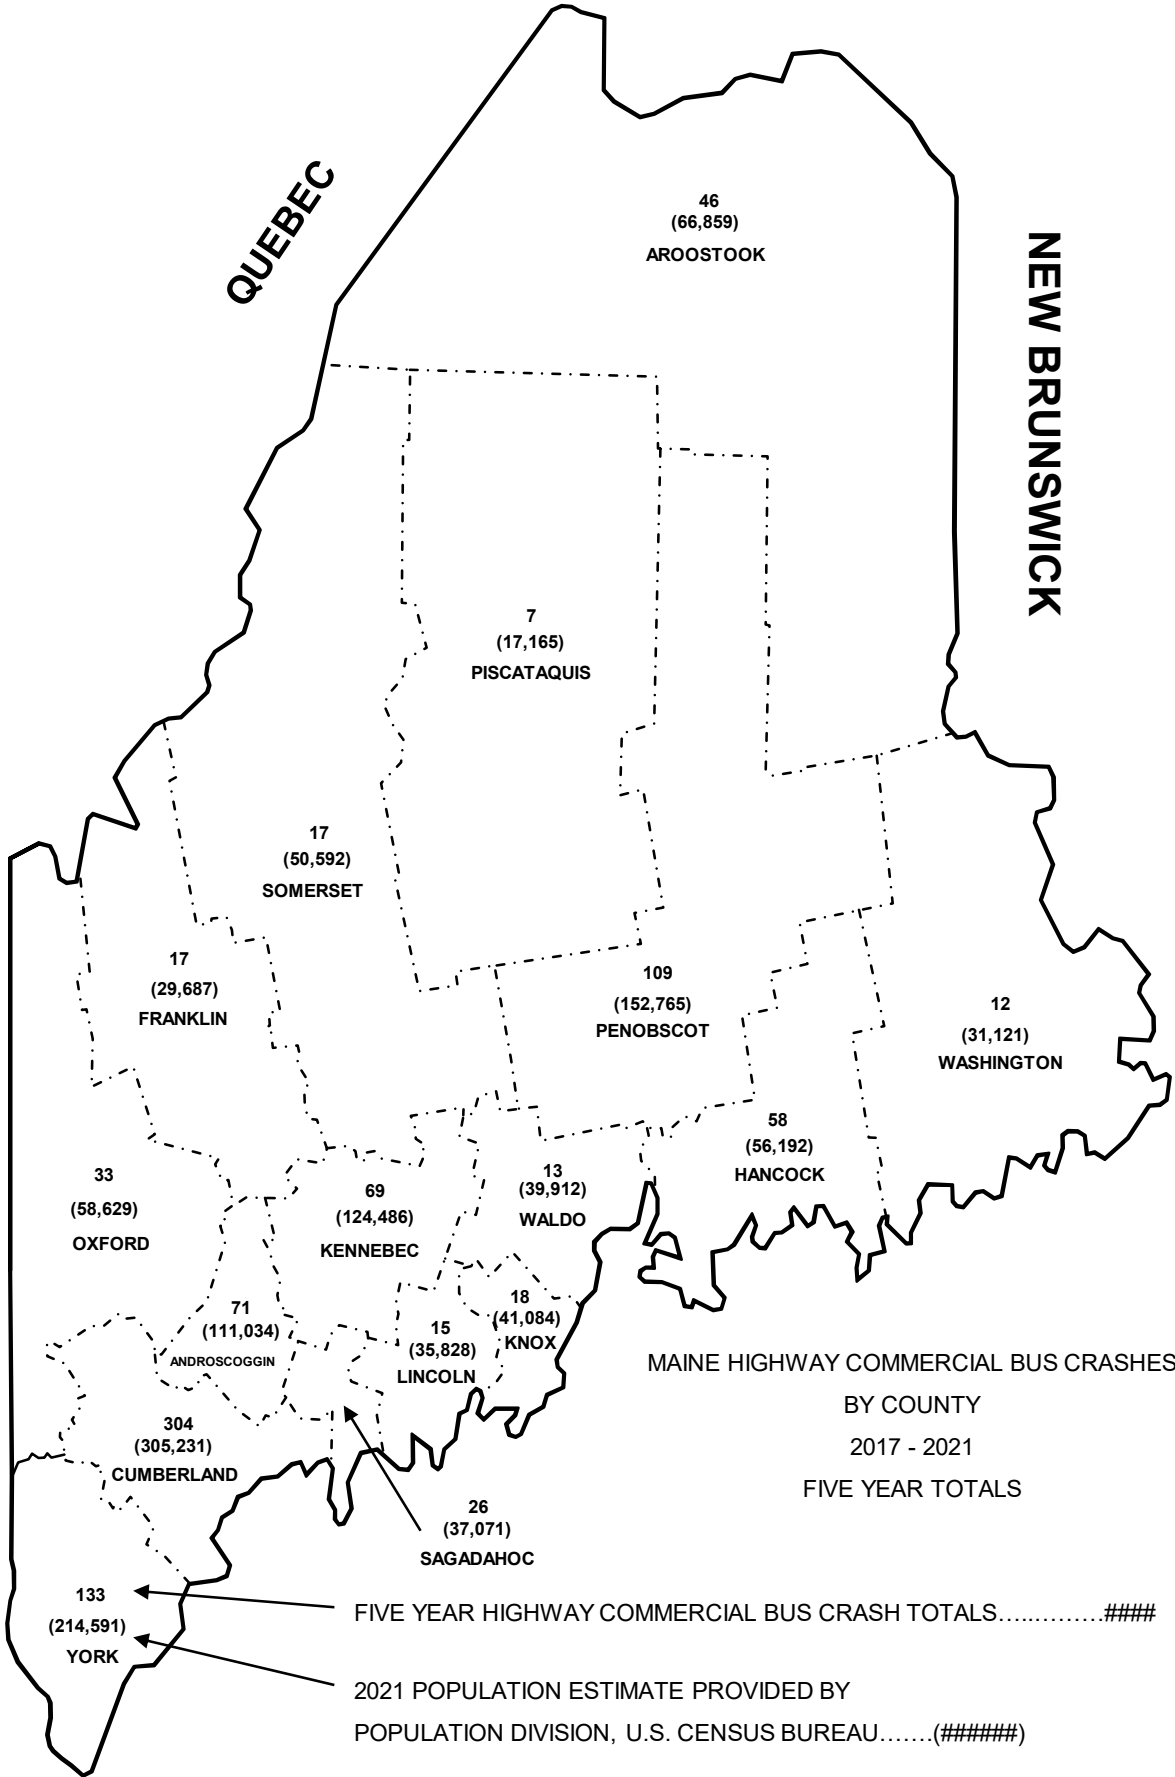 QUEBEC
NEW BRUNSWICK
46
(66,859)
AROOSTOOK
7
(17,165)
PISCATAQUIS
17
(50,592)
SOMERSET
17
(29,687)
FRANKLIN
109
(152,765)
PENOBSCOT
12
(31,121)
WASHINGTON
58
(56,192)
HANCOCK
33
(58,629)
OXFORD
69
(124,486)
KENNEBEC
13
(39,912)
WALDO
71
(111,034)
ANDROSCOGGIN
15
(35,828)
LINCOLN
18
(41,084)
KNOX
304
(305,231)
CUMBERLAND
26
(37,071)
SAGADAHOC
133
(214,591)
YORK
MAINE HIGHWAY COMMERCIAL BUS CRASHES
BY COUNTY
2017 - 2021
FIVE YEAR TOTALS
FIVE YEAR HIGHWAY COMMERCIAL BUS CRASH TOTALS…..………####
2021 POPULATION ESTIMATE PROVIDED BY
POPULATION DIVISION, U.S. CENSUS BUREAU…….(######)